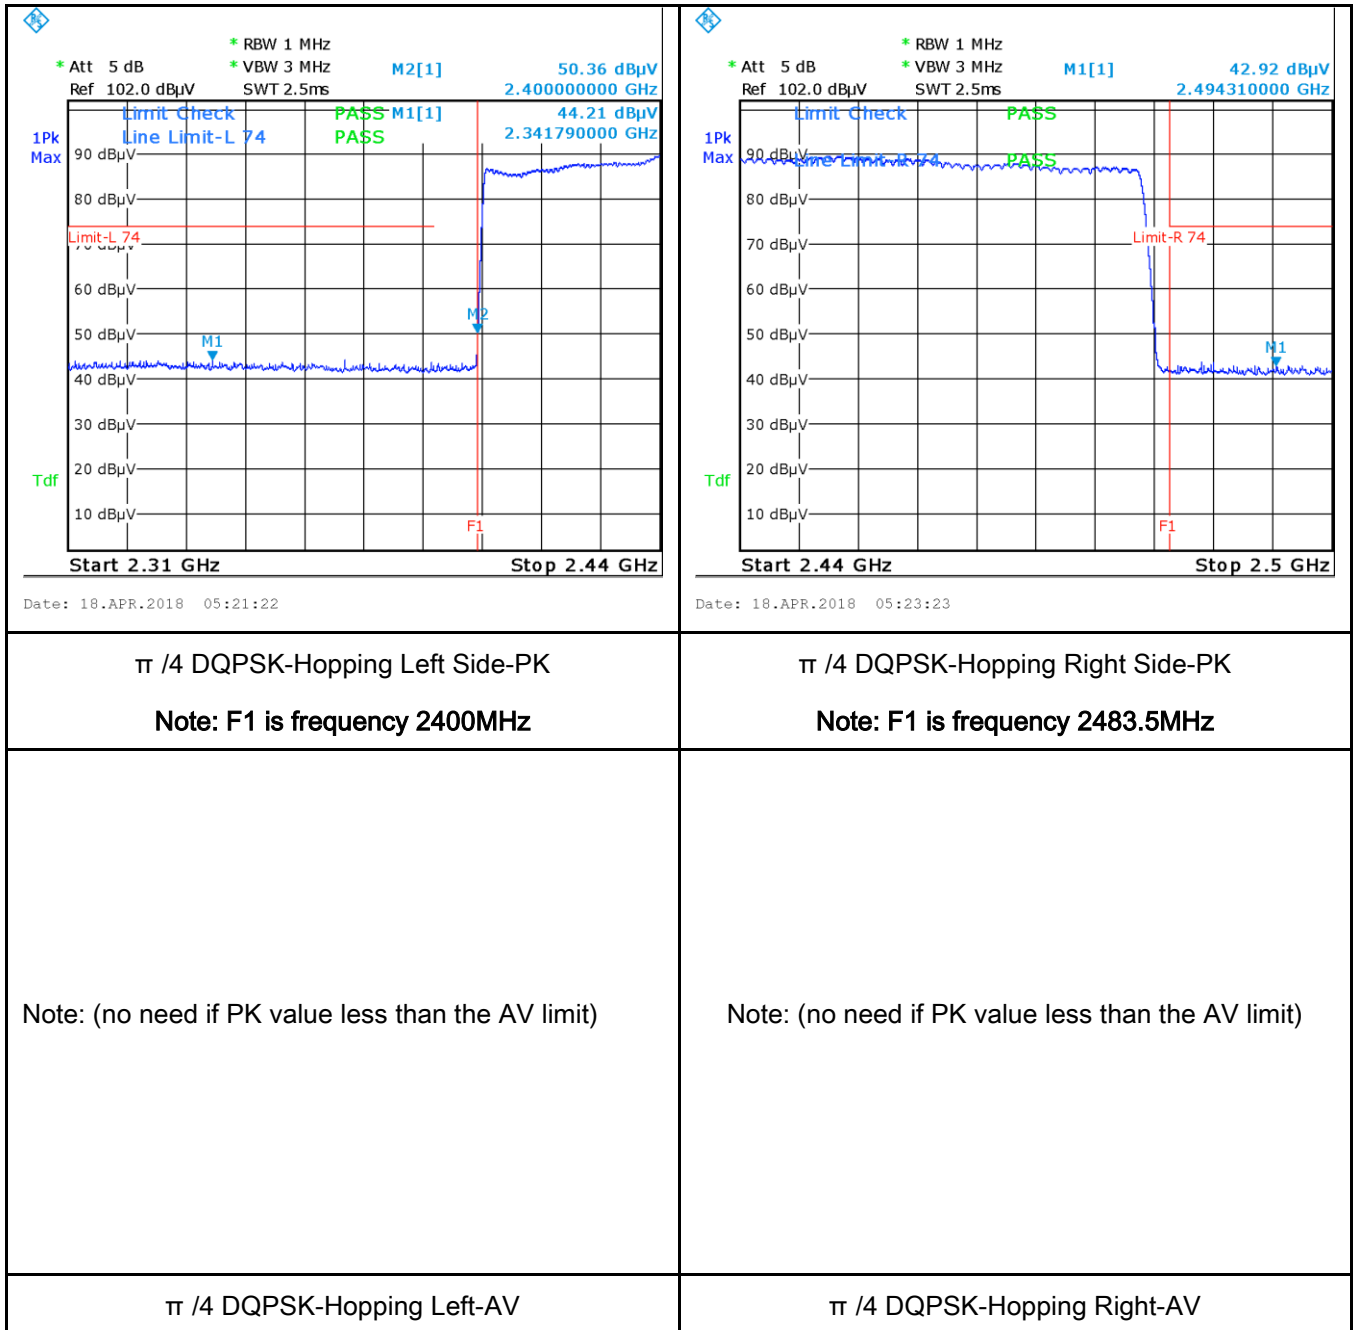 * RBW 1 MHz
* Att 5 dB * VBW 3 MHz M2[1] 50.36 dBµV
Ref 102.0 dBµV SWT 2.5ms 2.400000000 GHz
Limit Check PASS M1[1] 44.21 dBµV
1Pk Line Limit-L 74 PASS 2.341790000 GHz
Max 90 dBµV
80 dBµV
Limit-L 74
70 dBµV
60 dBµV
M2
50 dBµV
M1
40 dBµV
30 dBµV
Tdf 20 dBµV
10 dBµV
F1
Start 2.31 GHz Stop 2.44 GHz
Date: 18.APR.2018 05:21:22
* RBW 1 MHz
* Att 5 dB * VBW 3 MHz M1[1] 42.92 dBµV
Ref 102.0 dBµV SWT 2.5ms 2.494310000 GHz
Limit Check PASS
1Pk
Max 90 dBµV Line Limit-R 74 PASS
80 dBµV
Limit-R 74
70 dBµV
60 dBµV
50 dBµV
M1
40 dBµV
30 dBµV
Tdf 20 dBµV
10 dBµV
F1
Start 2.44 GHz Stop 2.5 GHz
Date: 18.APR.2018 05:23:23
π /4 DQPSK-Hopping Left Side-PK
Note: F1 is frequency 2400MHz
π /4 DQPSK-Hopping Right Side-PK
Note: F1 is frequency 2483.5MHz
Note: (no need if PK value less than the AV limit)
Note: (no need if PK value less than the AV limit)
π /4 DQPSK-Hopping Left-AV
π /4 DQPSK-Hopping Right-AV